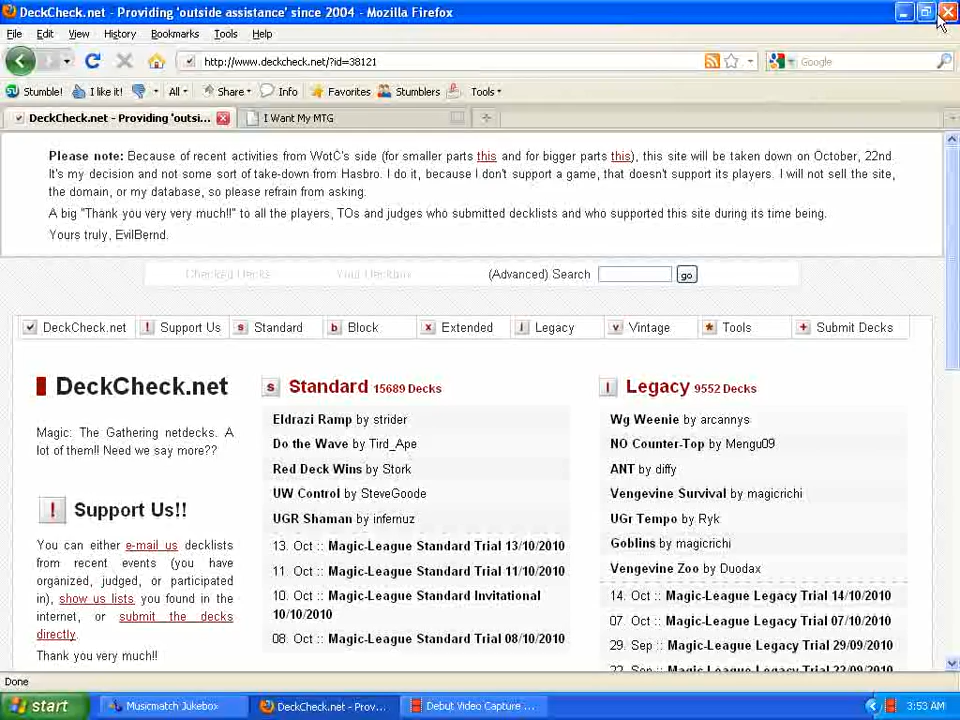 DeckCheck.net - Providing 'outside assistance' since 2004 - Mozilla Firefox
File Edit View History Bookmarks Tools Help
http://www.deckcheck.net/?id=38121
Google
Stumble! I like it! All Share Info Favorites Stumblers Tools
DeckCheck.net - Providing 'outsi... I Want My MTG
Please note: Because of recent activities from WotC's side (for smaller parts this and for bigger parts this), this site will be taken down on October, 22nd.
It's my decision and not some sort of take-down from Hasbro. I do it, because I don't support a game, that doesn't support its players. I will not sell the site,
the domain, or my database, so please refrain from asking.
A big "Thank you very very much!!" to all the players, TOs and judges who submitted decklists and who supported this site during its time being.
Yours truly, EvilBernd.
Checked Decks Your Deckbox (Advanced) Search go
DeckCheck.net ! Support Us s Standard b Block x Extended l Legacy v Vintage * Tools + Submit Decks
DeckCheck.net
Magic: The Gathering netdecks. A
lot of them!! Need we say more??
! Support Us!!
You can either e-mail us decklists
from recent events (you have
organized, judged, or participated
in), show us lists you found in the
internet, or submit the decks
directly.
Thank you very much!!
s Standard 15689 Decks
Eldrazi Ramp by strider
Do the Wave by Tird_Ape
Red Deck Wins by Stork
UW Control by SteveGoode
UGR Shaman by infernuz
13. Oct :: Magic-League Standard Trial 13/10/2010
11. Oct :: Magic-League Standard Trial 11/10/2010
10. Oct :: Magic-League Standard Invitational
10/10/2010
08. Oct :: Magic-League Standard Trial 08/10/2010
l Legacy 9552 Decks
Wg Weenie by arcannys
NO Counter-Top by Mengu09
ANT by diffy
Vengevine Survival by magicrichi
UGr Tempo by Ryk
Goblins by magicrichi
Vengevine Zoo by Duodax
14. Oct :: Magic-League Legacy Trial 14/10/2010
07. Oct :: Magic-League Legacy Trial 07/10/2010
29. Sep :: Magic-League Legacy Trial 29/09/2010
22. Sep :: Magic-League Legacy Trial 22/09/2010
Done
start Musicmatch Jukebox DeckCheck.net - Prov... Debut Video Capture ... 3:53 AM